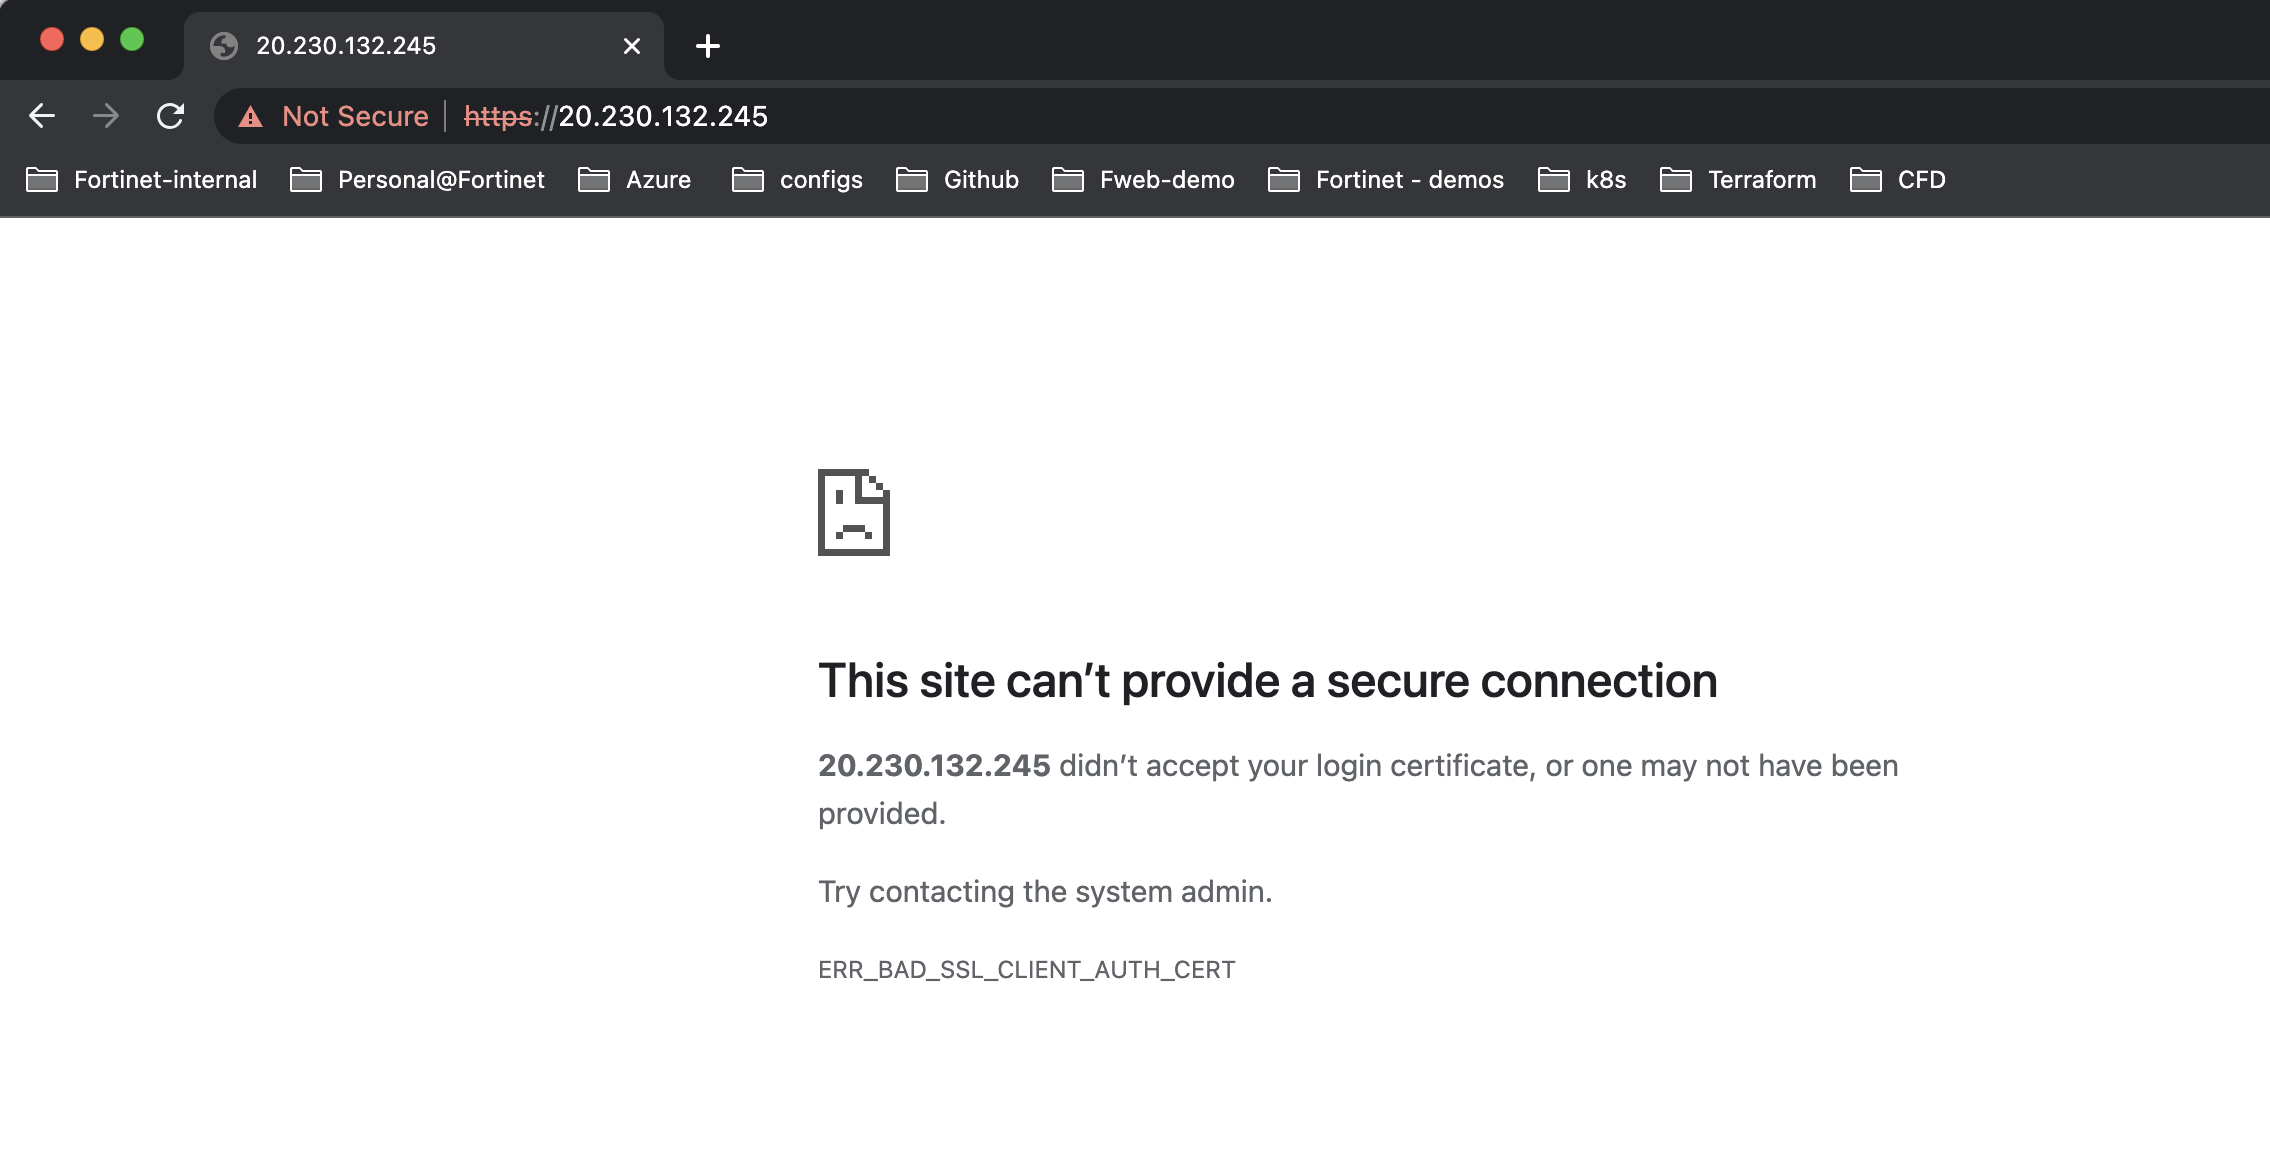 20.230.132.245
Not Secure https://20.230.132.245
Fortinet-internal Personal@Fortinet Azure configs Github Fweb-demo Fortinet - demos k8s Terraform CFD
This site can’t provide a secure connection
20.230.132.245 didn’t accept your login certificate, or one may not have been
provided.
Try contacting the system admin.
ERR_BAD_SSL_CLIENT_AUTH_CERT